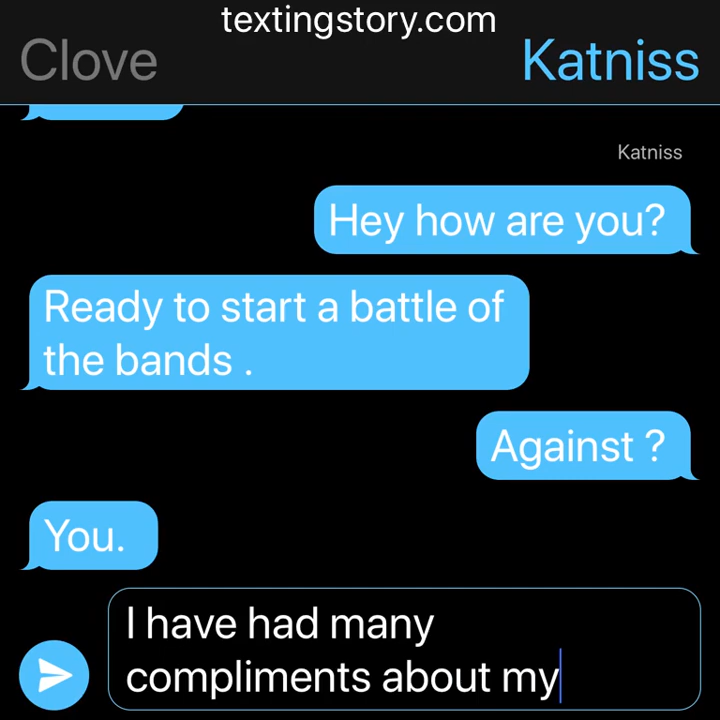 textingstory.com
Clove
Katniss
Katniss
Hey how are you?
Ready to start a battle of
the bands .
Against ?
You.
I have had many
compliments about my